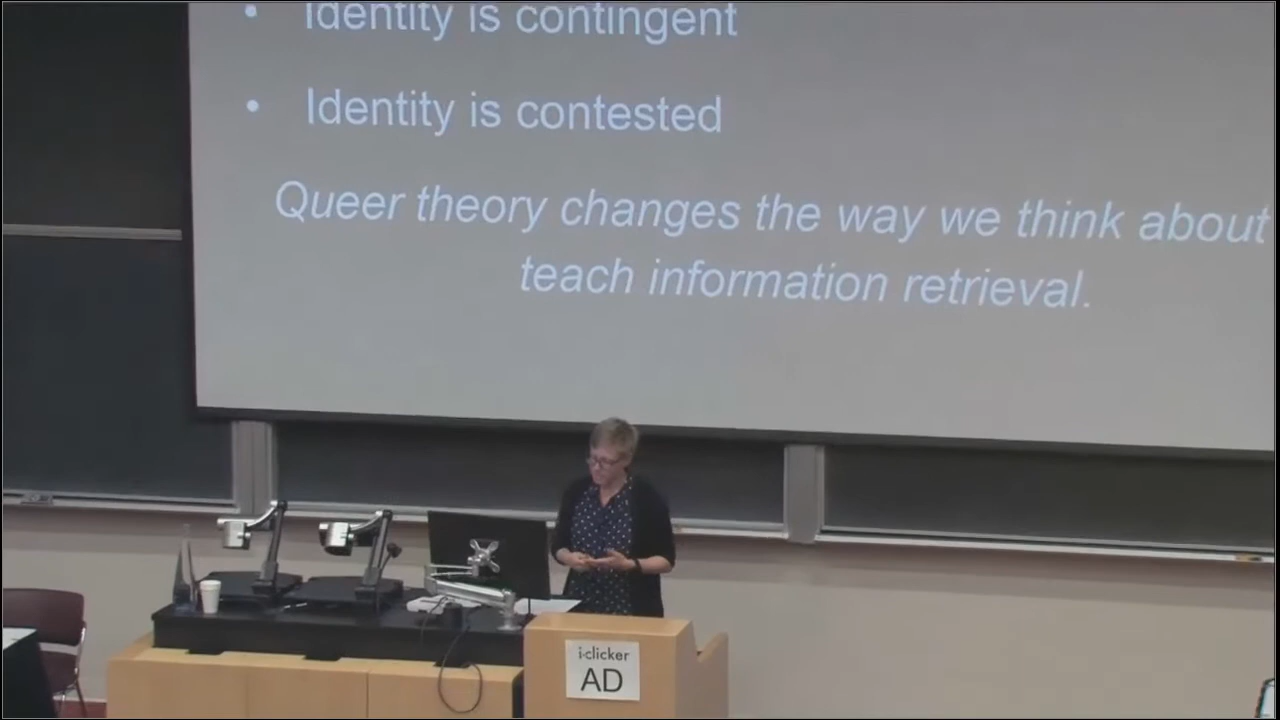 • Identity is contingent
• Identity is contested
Queer theory changes the way we think about
teach information retrieval.
i-clicker
AD